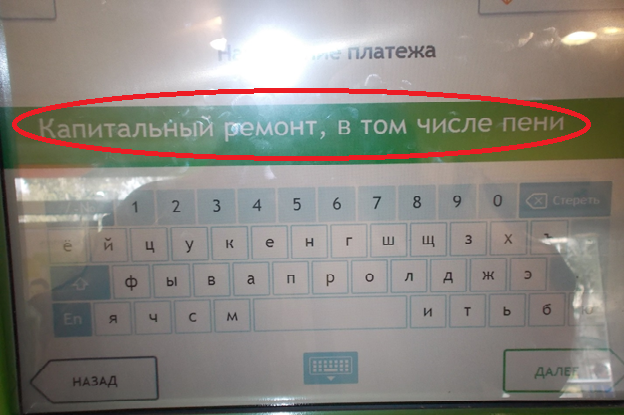 платежа
Капитальный ремонт, в том числе пени
1 2 3 4 5 6 7 8 9 0 Стереть
ё й ц у к е н г ш щ з х ъ
ф ы в а п р о л д ж э
En я ч с м и т ь б ю
НАЗАД ДАЛЕЕ